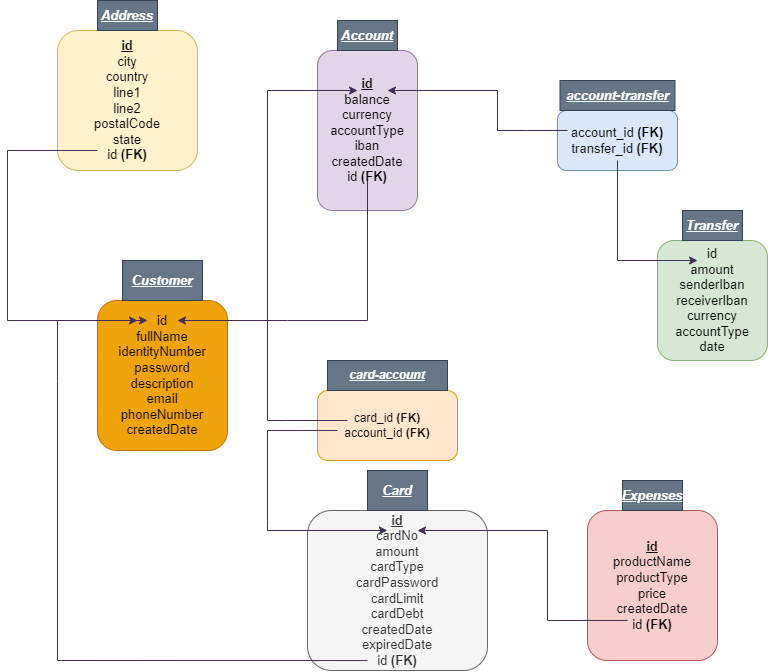 Address
id
city
country
line1
line2
postalCode
state
id (FK)
Account
id
balance
currency
accountType
iban
createdDate
id (FK)
account-transfer
account_id (FK)
transfer_id (FK)
Transfer
id
amount
senderIban
receiverIban
currency
accountType
date
Customer
id
fullName
identityNumber
password
description
email
phoneNumber
createdDate
card-account
card_id (FK)
account_id (FK)
Card
id
cardNo
amount
cardType
cardPassword
cardLimit
cardDebt
createdDate
expiredDate
id (FK)
Expenses
id
productName
productType
price
createdDate
id (FK)